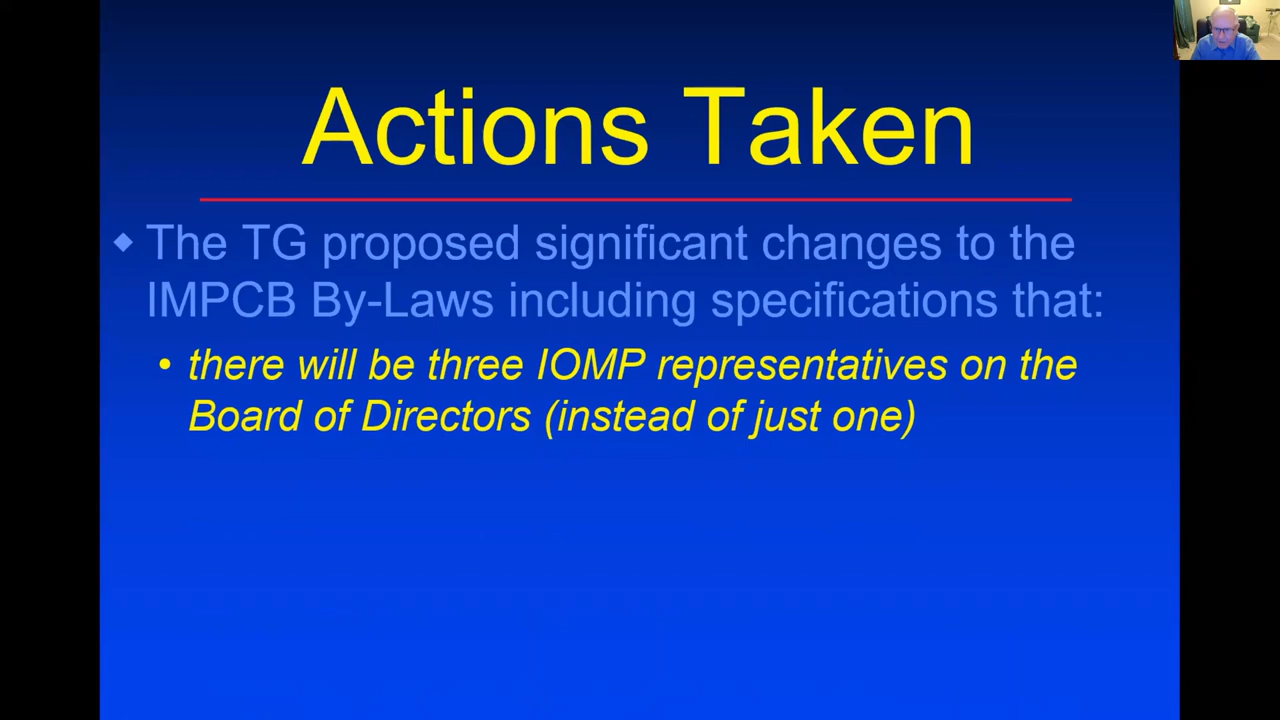 Actions Taken
◆ The TG proposed significant changes to the
IMPCB By-Laws including specifications that:
• there will be three IOMP representatives on the
Board of Directors (instead of just one)